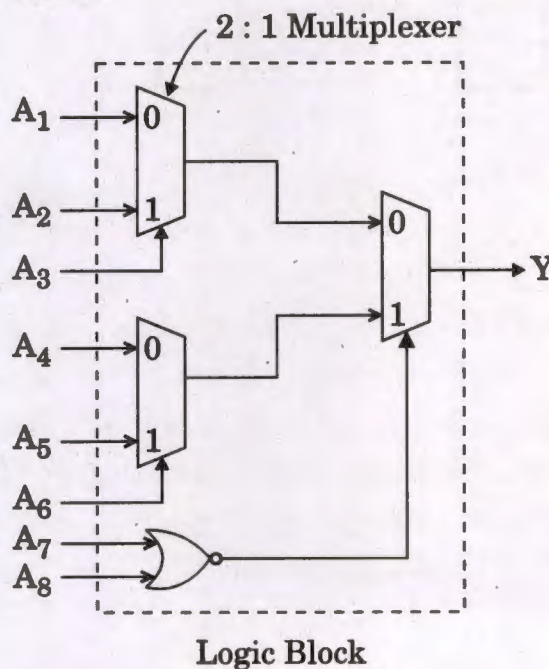 2 : 1 Multiplexer
A1
0
A2
1
A3
0
1
Y
A4
0
A5
1
A6
A7
A8
Logic Block